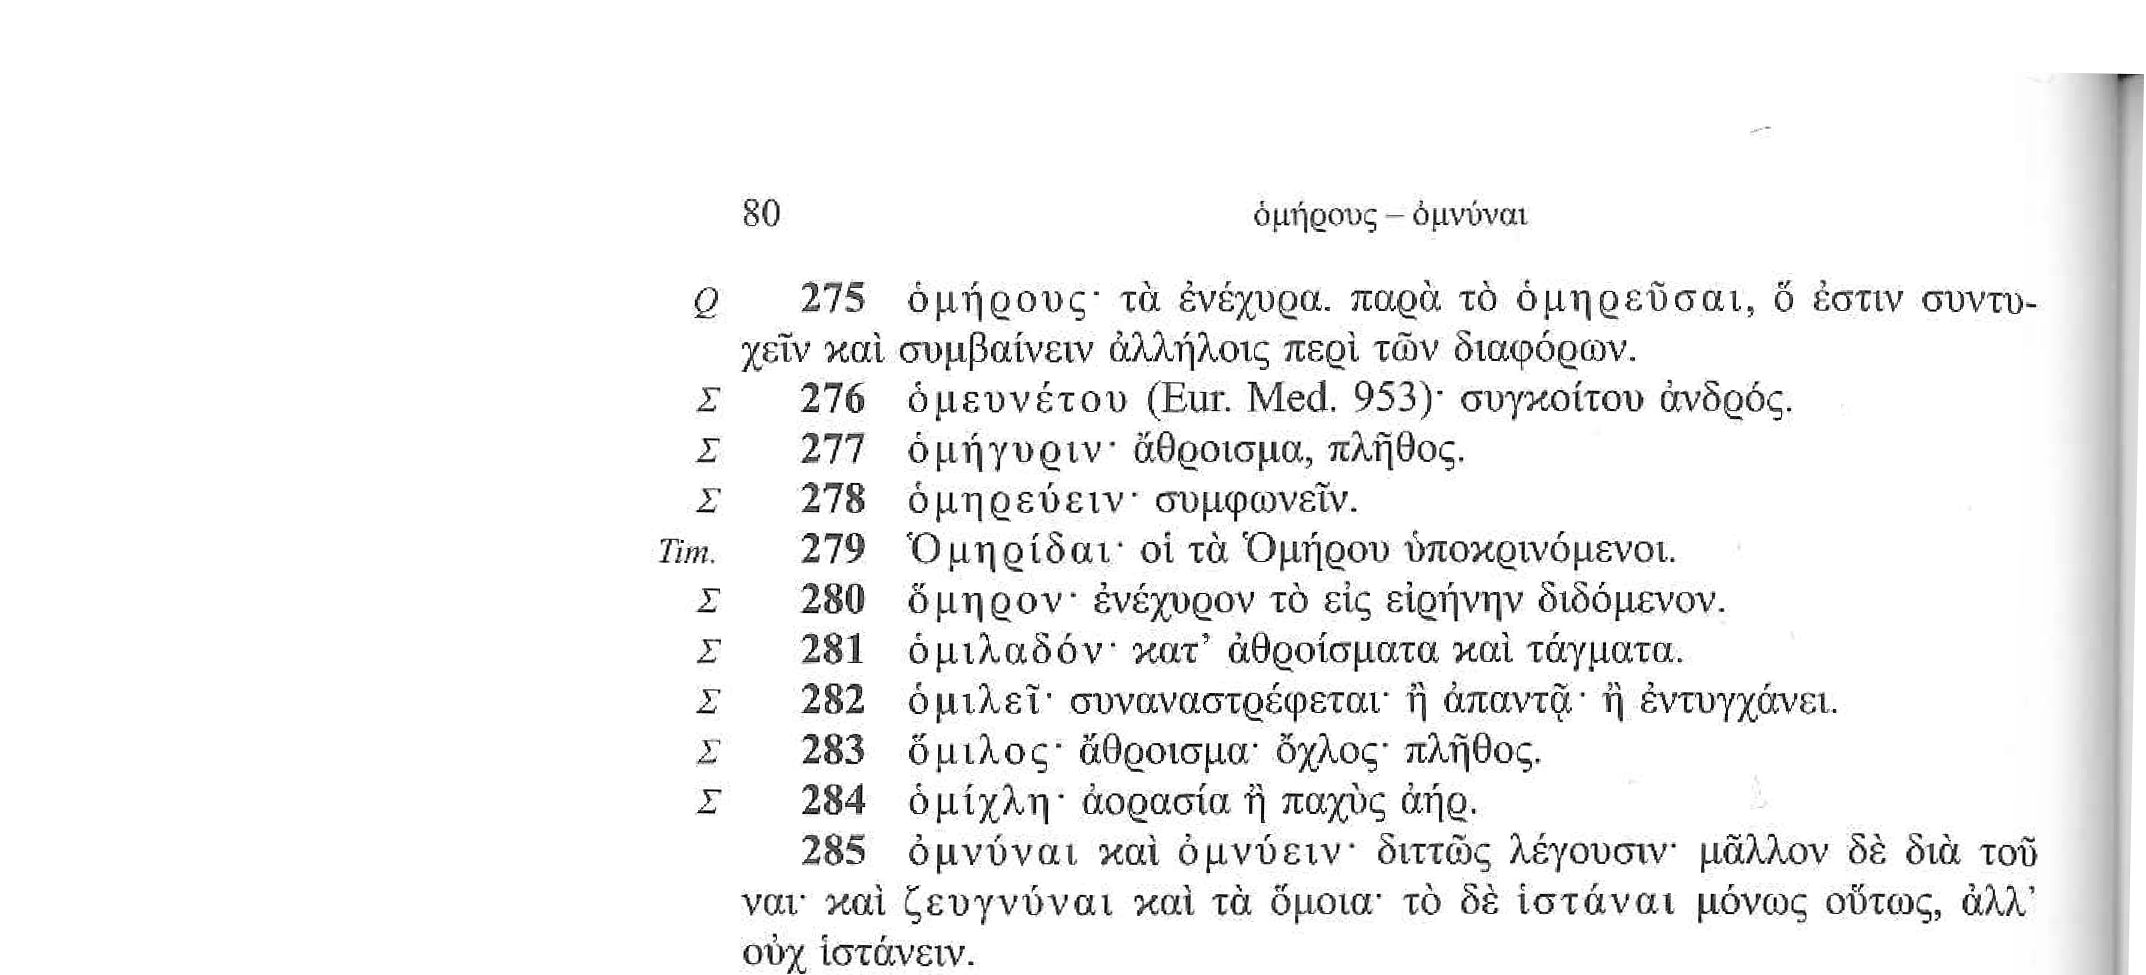 80 ὁμήρους – ὀμνύναι
Q 275 ὁμήρους· τὰ ἐνέχυρα. παρὰ τὸ ὁμηρεῦσαι, ὅ ἐστιν συντυ-
χεῖν καὶ συμβαίνειν ἀλλήλοις περὶ τῶν διαφόρων.
Σ 276 ὁμευνέτου (Eur. Med. 953)· συγκοίτου ἀνδρός.
Σ 277 ὁμήγυριν· ἄθροισμα, πλῆθος.
Σ 278 ὁμηρεύειν· συμφωνεῖν.
Tim. 279 Ὁμηρίδαι· οἱ τὰ Ὁμήρου ὑποκρινόμενοι.
Σ 280 ὅμηρον· ἐνέχυρον τὸ εἰς εἰρήνην διδόμενον.
Σ 281 ὁμιλαδόν· κατ’ ἀθροίσματα καὶ τάγματα.
Σ 282 ὁμιλεῖ· συναναστρέφεται· ἢ ἀπαντᾷ· ἢ ἐντυγχάνει.
Σ 283 ὅμιλος· ἄθροισμα· ὄχλος· πλῆθος.
Σ 284 ὁμίχλη· ἀορασία ἢ παχὺς ἀήρ.
285 ὀμνύναι καὶ ὀμνύειν· διττῶς λέγουσιν· μᾶλλον δὲ διὰ τοῦ
ναι· καὶ ζευγνύναι καὶ τὰ ὅμοια· τὸ δὲ ἱστάναι μόνως οὕτως, ἀλλ’
οὐχ ἱστάνειν.